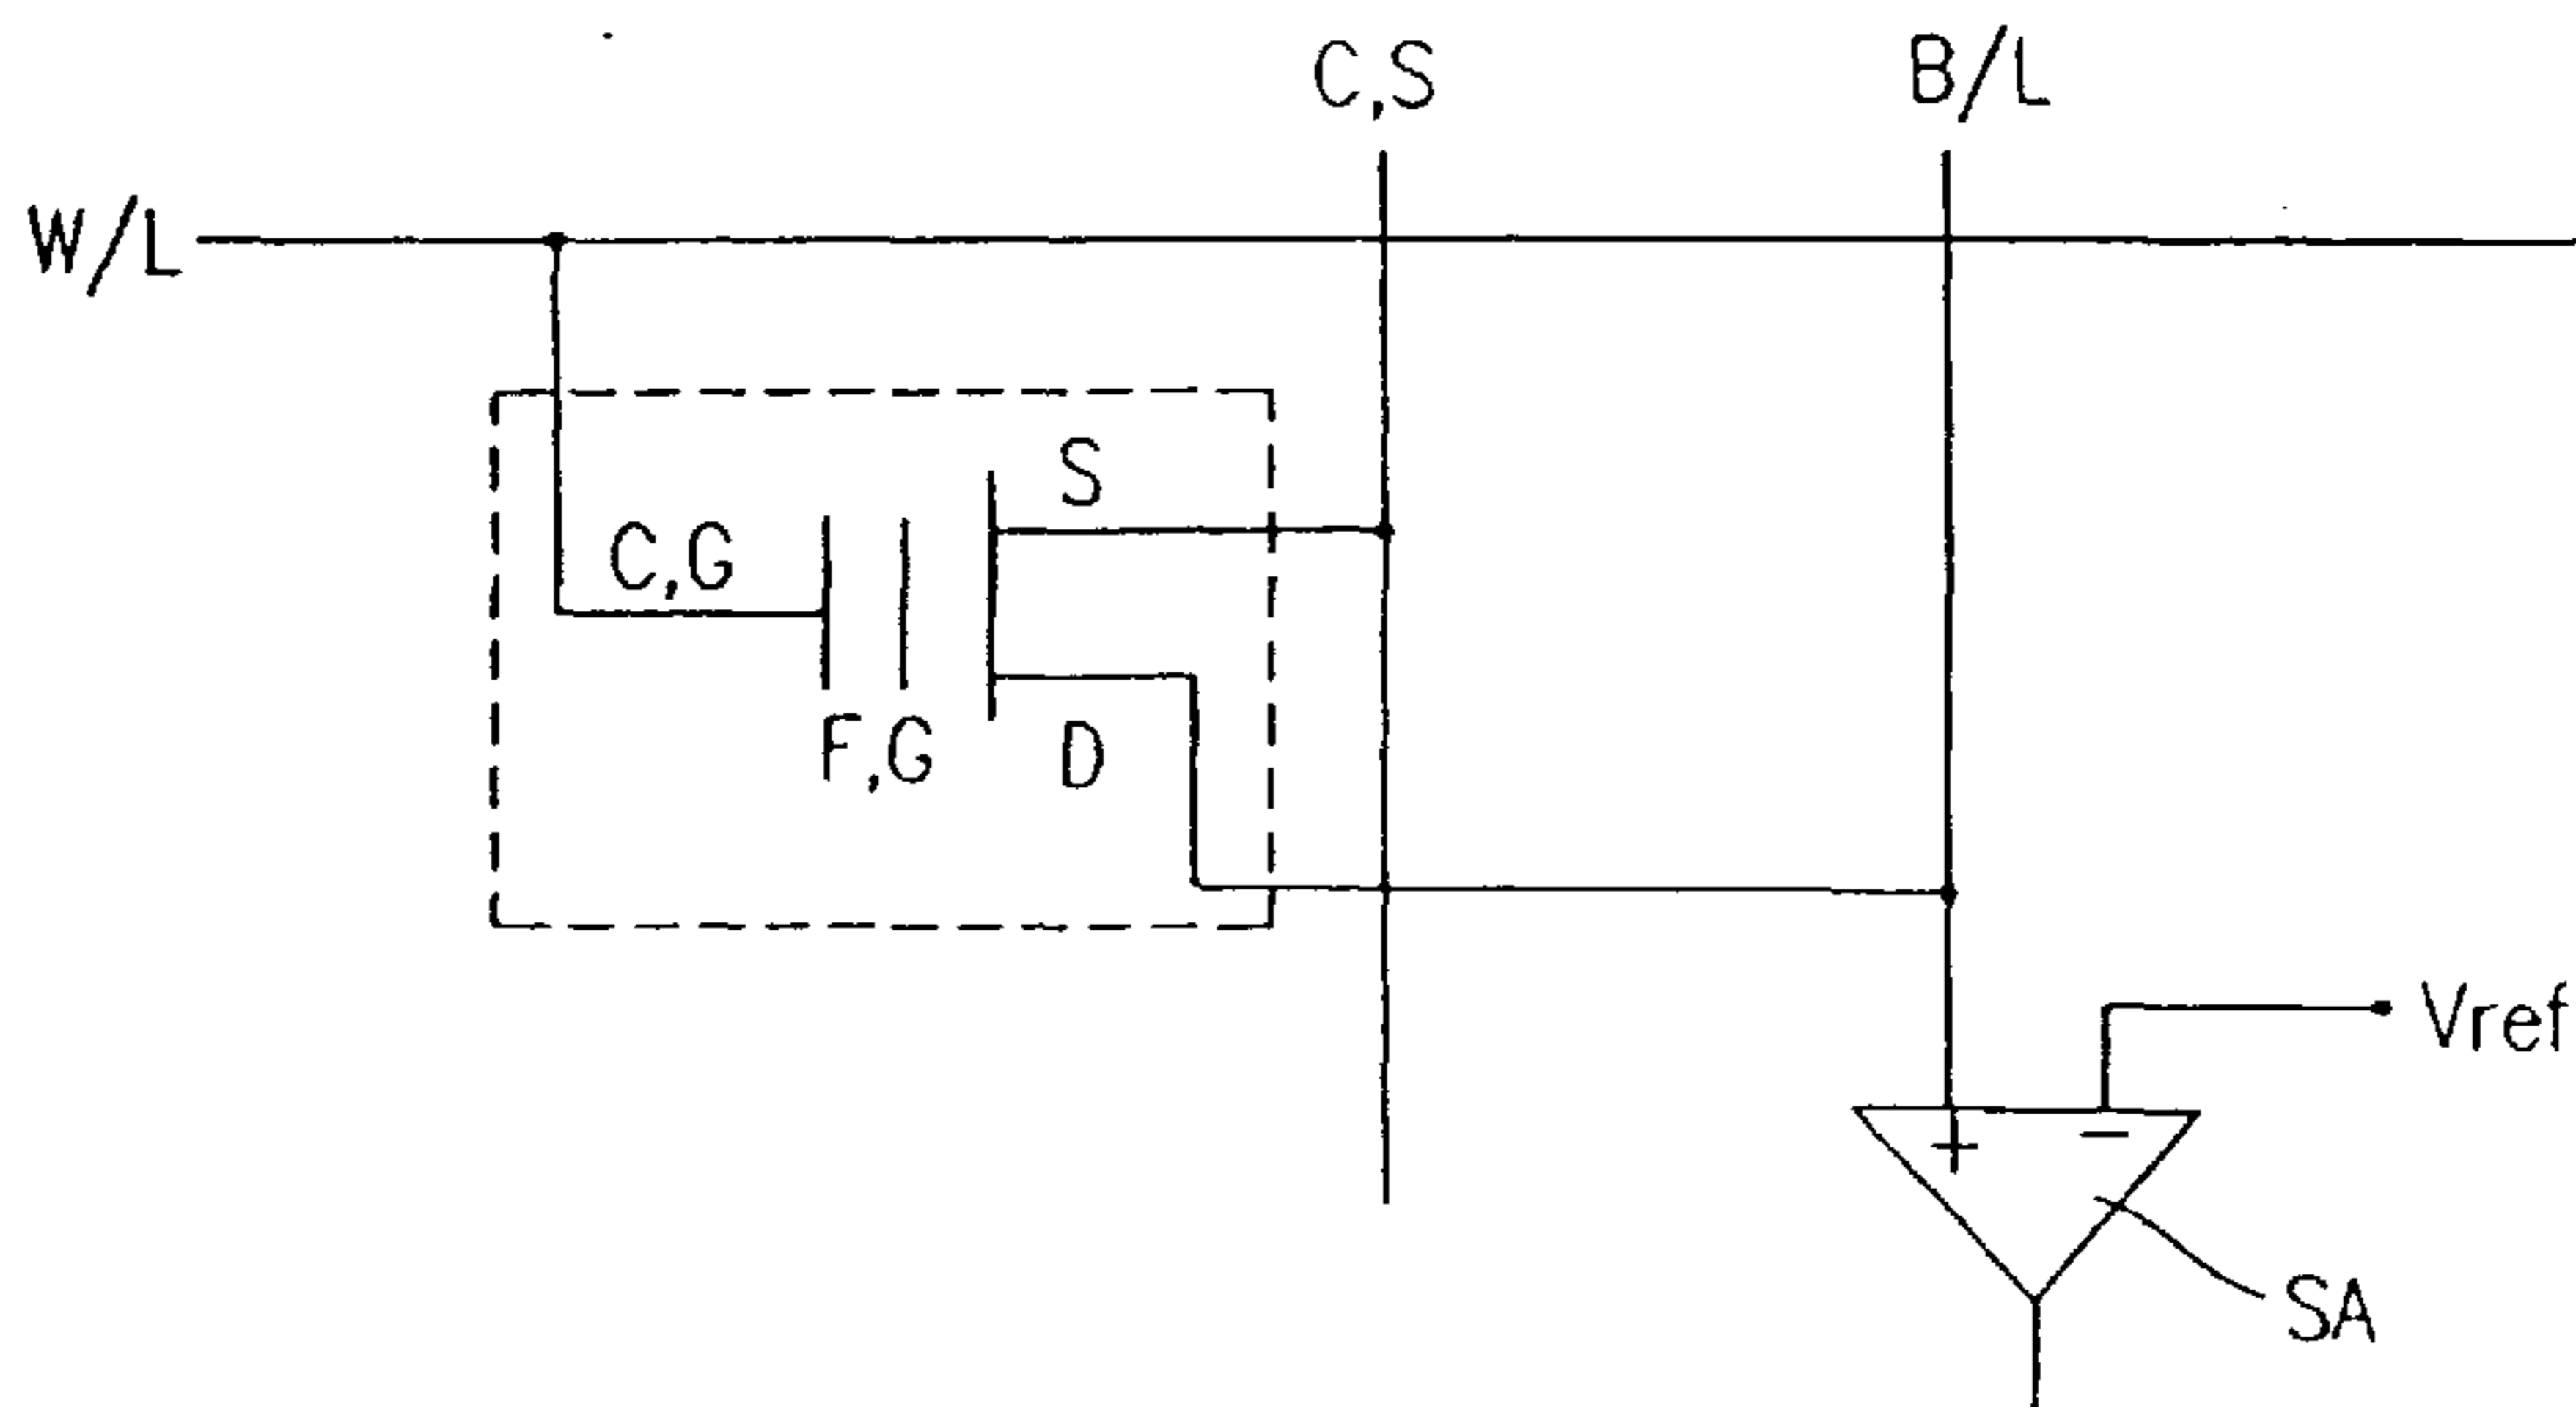 C,S
B/L
W/L
S
C,G
F,G
D
Vref
+
−
SA